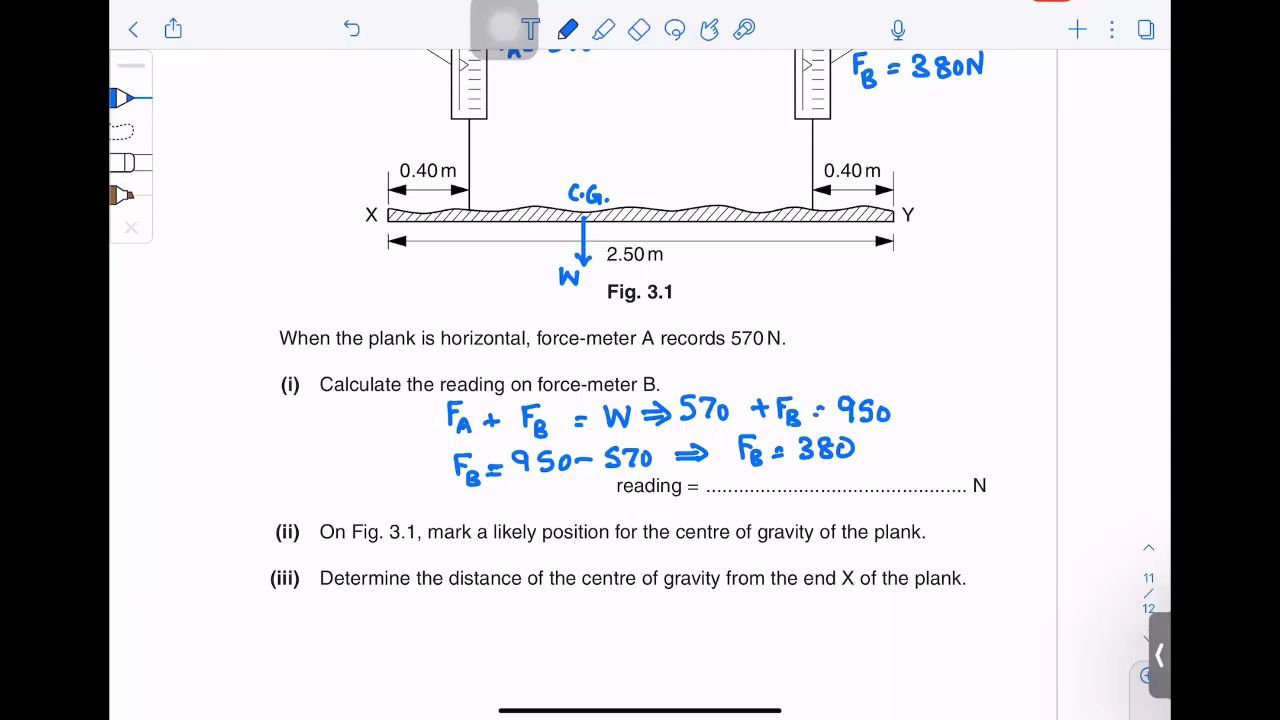 T
F_B = 380N
0.40 m
0.40 m
C.G.
X
Y
2.50 m
W
Fig. 3.1
When the plank is horizontal, force-meter A records 570 N.
(i) Calculate the reading on force-meter B.
F_A + F_B = W ⇒ 570 + F_B = 950
F_B = 950 - 570 ⇒ F_B = 380
reading = ................................................ N
(ii) On Fig. 3.1, mark a likely position for the centre of gravity of the plank.
(iii) Determine the distance of the centre of gravity from the end X of the plank.
11
/
12